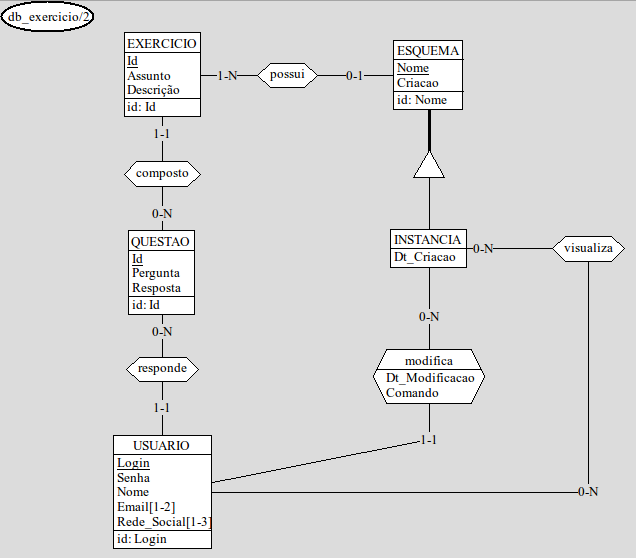 db_exercicio/2
EXERCICIO
Id
Assunto
Descrição
id: Id
1-N
possui
0-1
ESQUEMA
Nome
Criacao
id: Nome
1-1
composto
0-N
QUESTAO
Id
Pergunta
Resposta
id: Id
INSTANCIA
Dt_Criacao
0-N
visualiza
0-N
responde
1-1
0-N
modifica
Dt_Modificacao
Comando
1-1
USUARIO
Login
Senha
Nome
Email[1-2]
Rede_Social[1-3]
id: Login
0-N